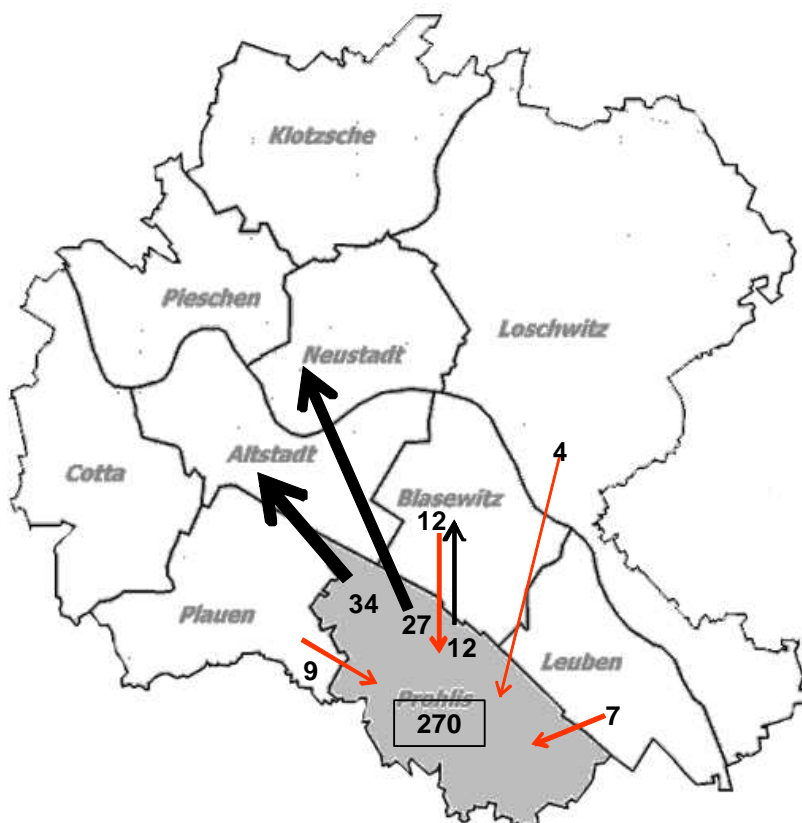 Klotzsche
Pieschen
Neustadt
Loschwitz
Altstadt
Cotta
4
Blasewitz
12
34
Plauen
27
12
Leuben
9
Prohlis
7
270